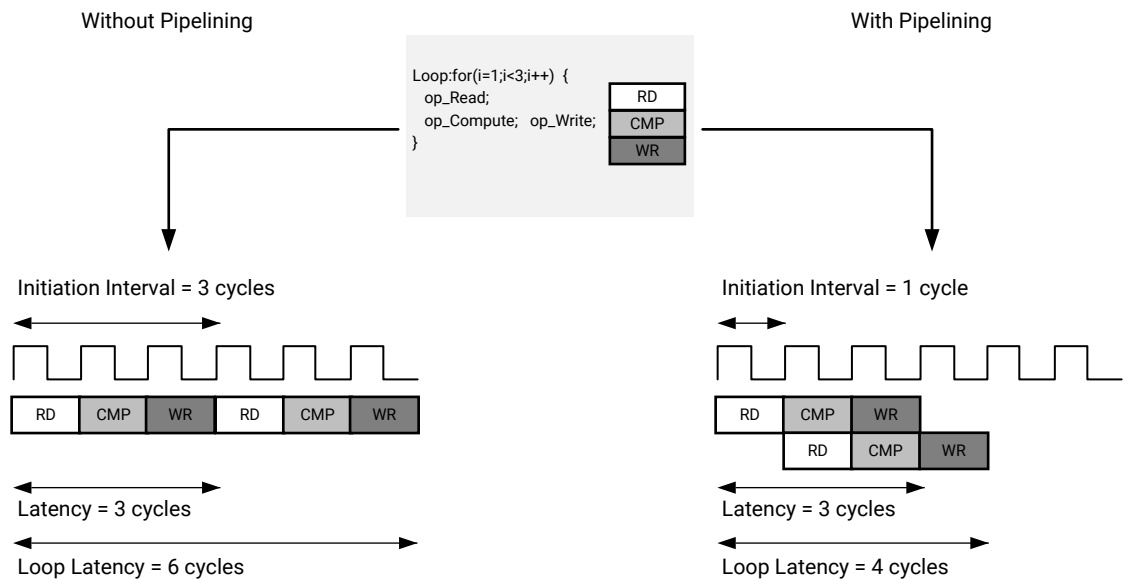 Without Pipelining
With Pipelining
Loop:for(i=1;i<3;i++) {
op_Read;
op_Compute; op_Write;
}
RD
CMP
WR
Initiation Interval = 3 cycles
RD CMP WR RD CMP WR
Latency = 3 cycles
Loop Latency = 6 cycles
Initiation Interval = 1 cycle
RD CMP WR
RD CMP WR
Latency = 3 cycles
Loop Latency = 4 cycles